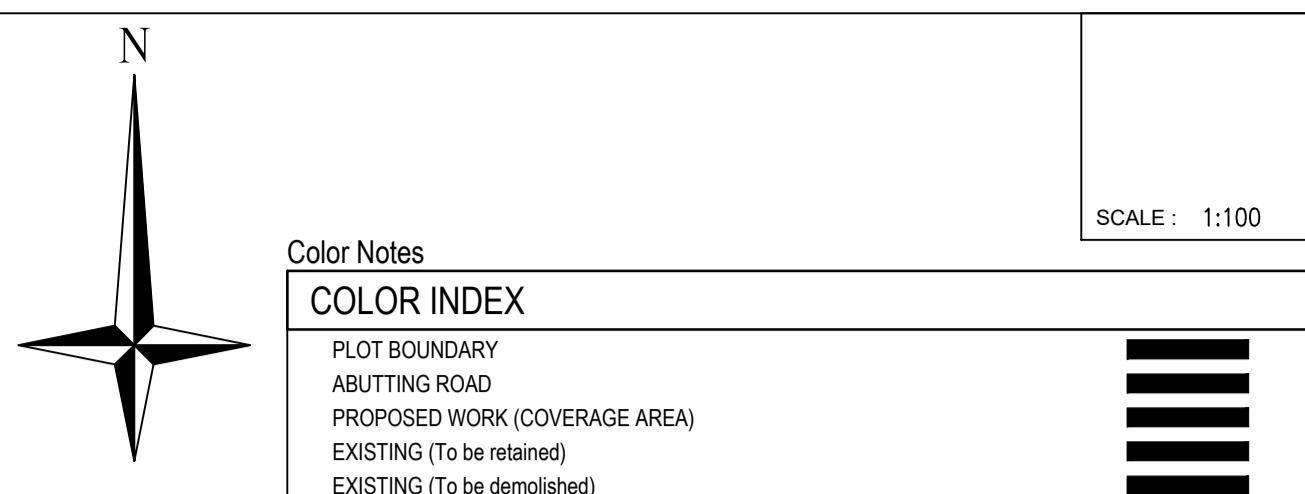 N
SCALE : 1:100
Color Notes
COLOR INDEX
PLOT BOUNDARY
ABUTTING ROAD
PROPOSED WORK (COVERAGE AREA)
EXISTING (To be retained)
EXISTING (To be demolished)